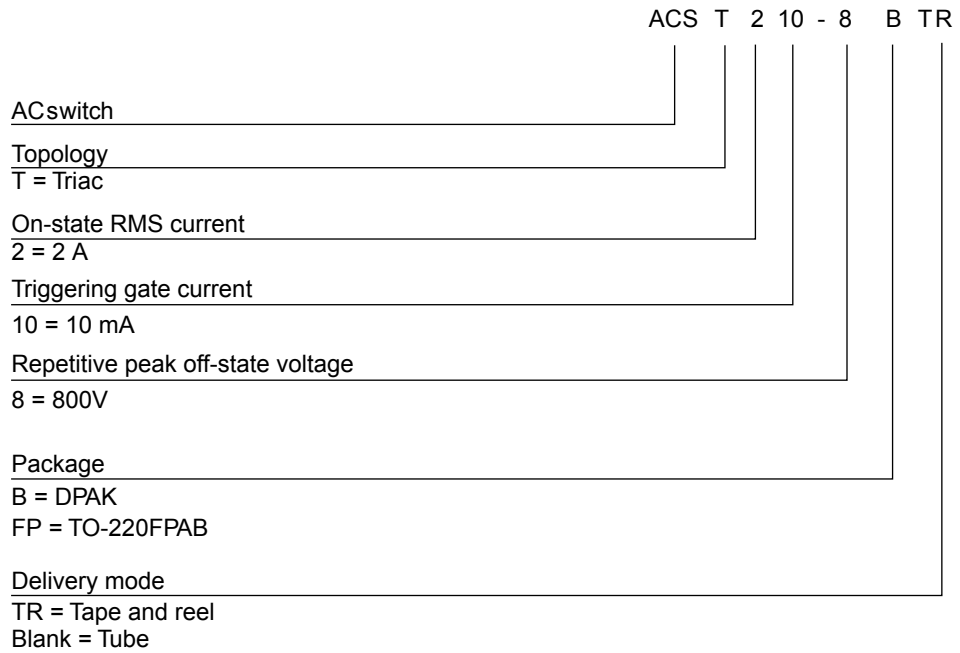 ACS T 2 10 - 8 B TR
ACswitch
Topology
T = Triac
On-state RMS current
2 = 2 A
Triggering gate current
10 = 10 mA
Repetitive peak off-state voltage
8 = 800V
Package
B = DPAK
FP = TO-220FPAB
Delivery mode
TR = Tape and reel
Blank = Tube